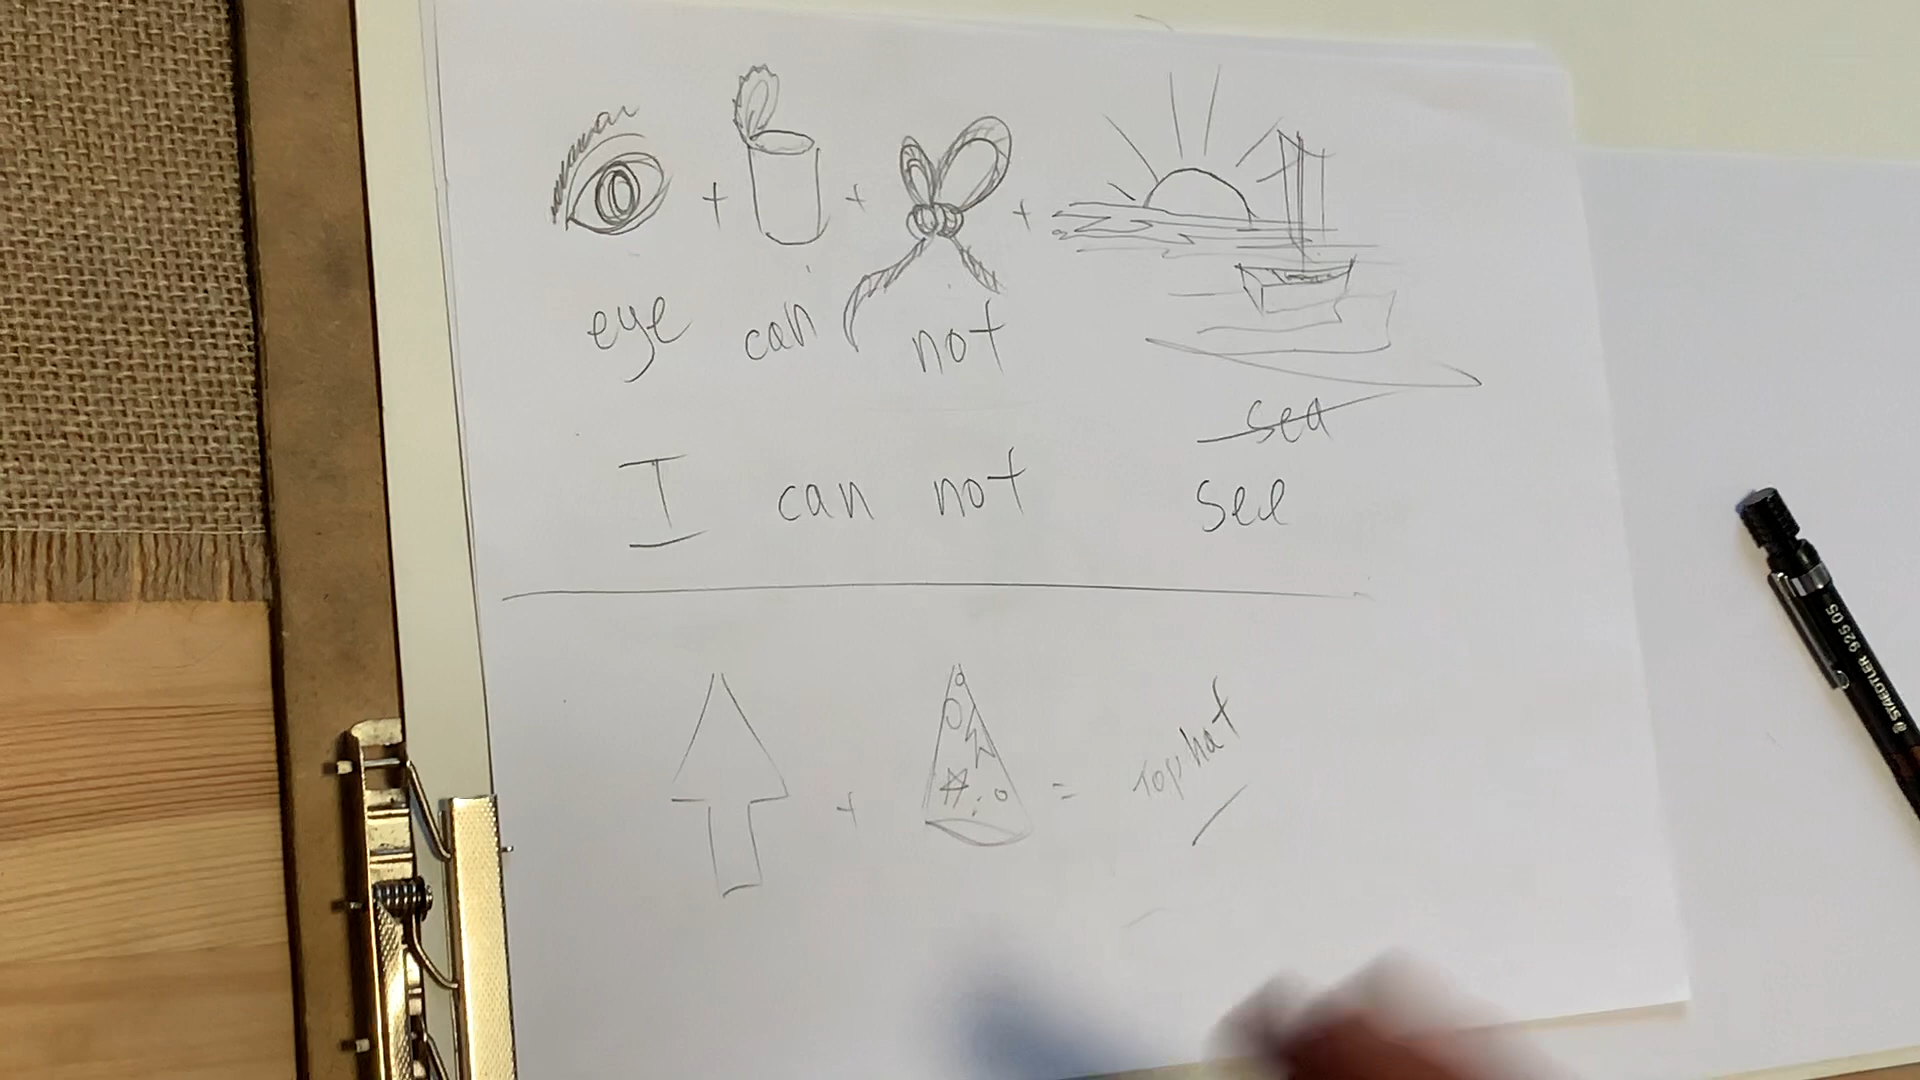 + + +
eye can not
sea
I can not see
+ = Top hat
STAEDTLER 925 05